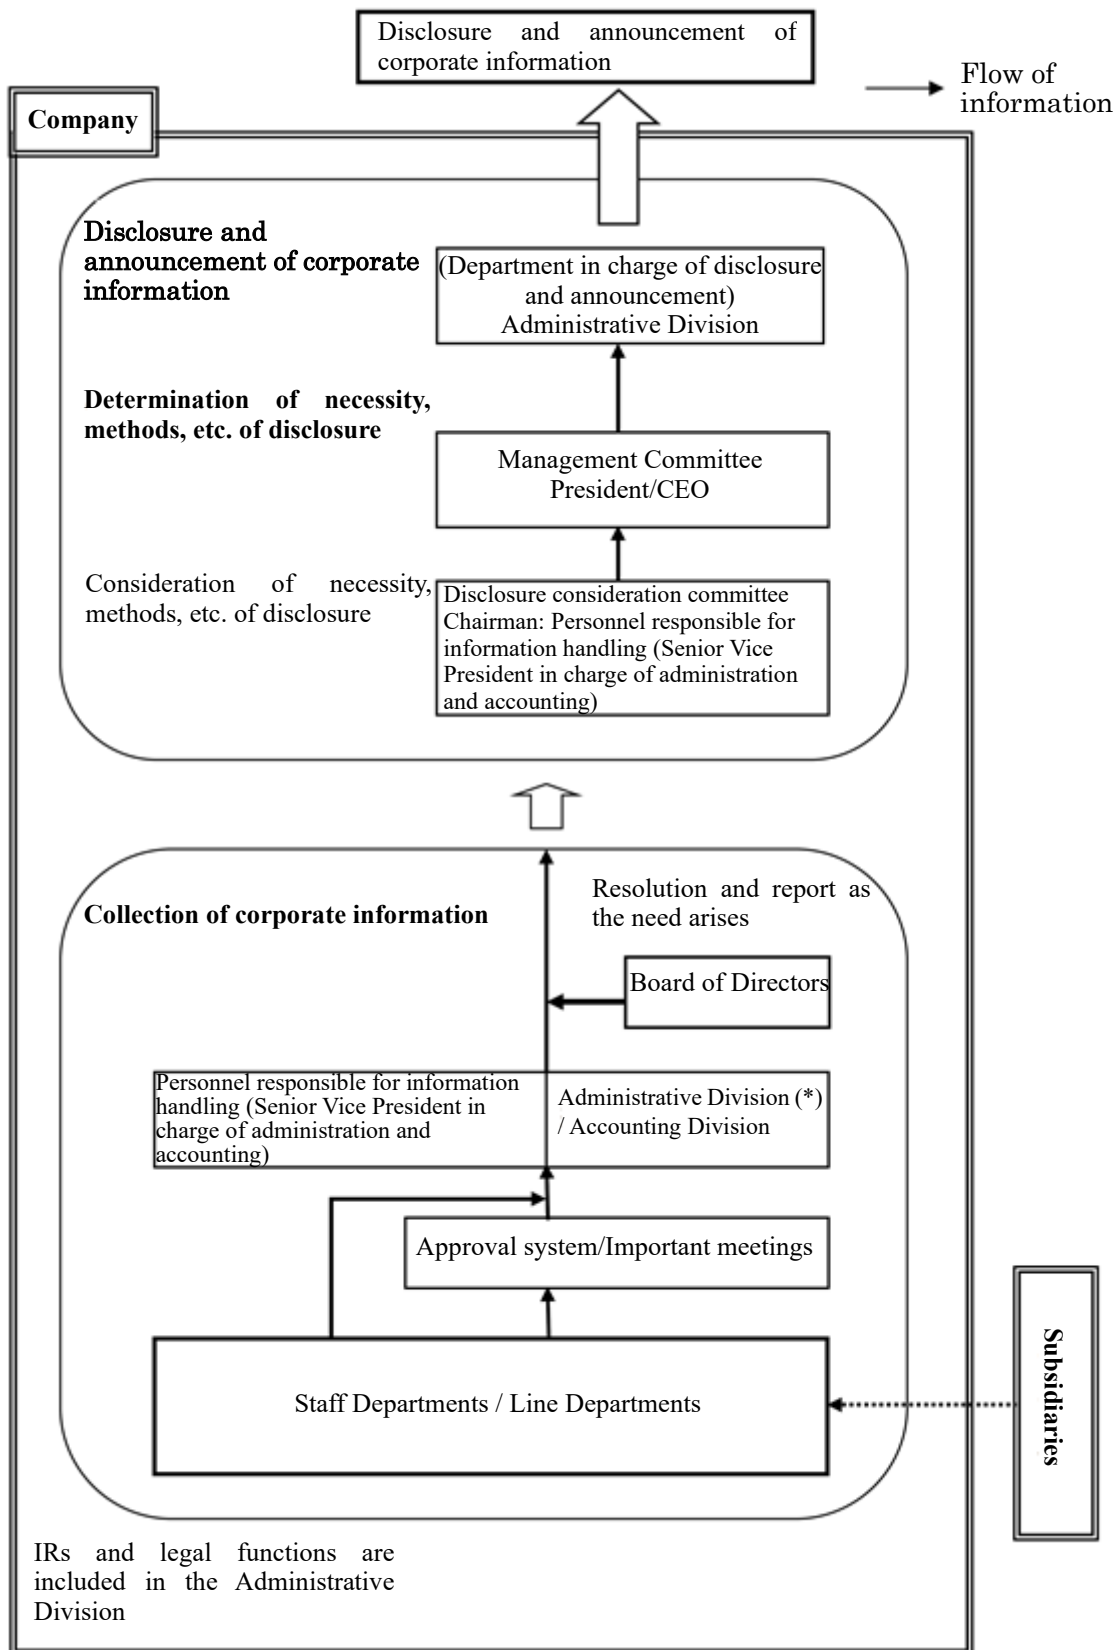 Disclosure and announcement of
corporate information
Flow of
information
Company
Disclosure and
announcement of corporate
information
(Department in charge of disclosure
and announcement)
Administrative Division
Determination of necessity,
methods, etc. of disclosure
Management Committee
President/CEO
Consideration of necessity,
methods, etc. of disclosure
Disclosure consideration committee
Chairman: Personnel responsible for
information handling (Senior Vice
President in charge of administration
and accounting)
Collection of corporate information
Resolution and report as
the need arises
Board of Directors
Personnel responsible for information
handling (Senior Vice President in
charge of administration and
accounting)
Administrative Division (*)
/ Accounting Division
Approval system/Important meetings
Staff Departments / Line Departments
Subsidiaries
IRs and legal functions are
included in the Administrative
Division